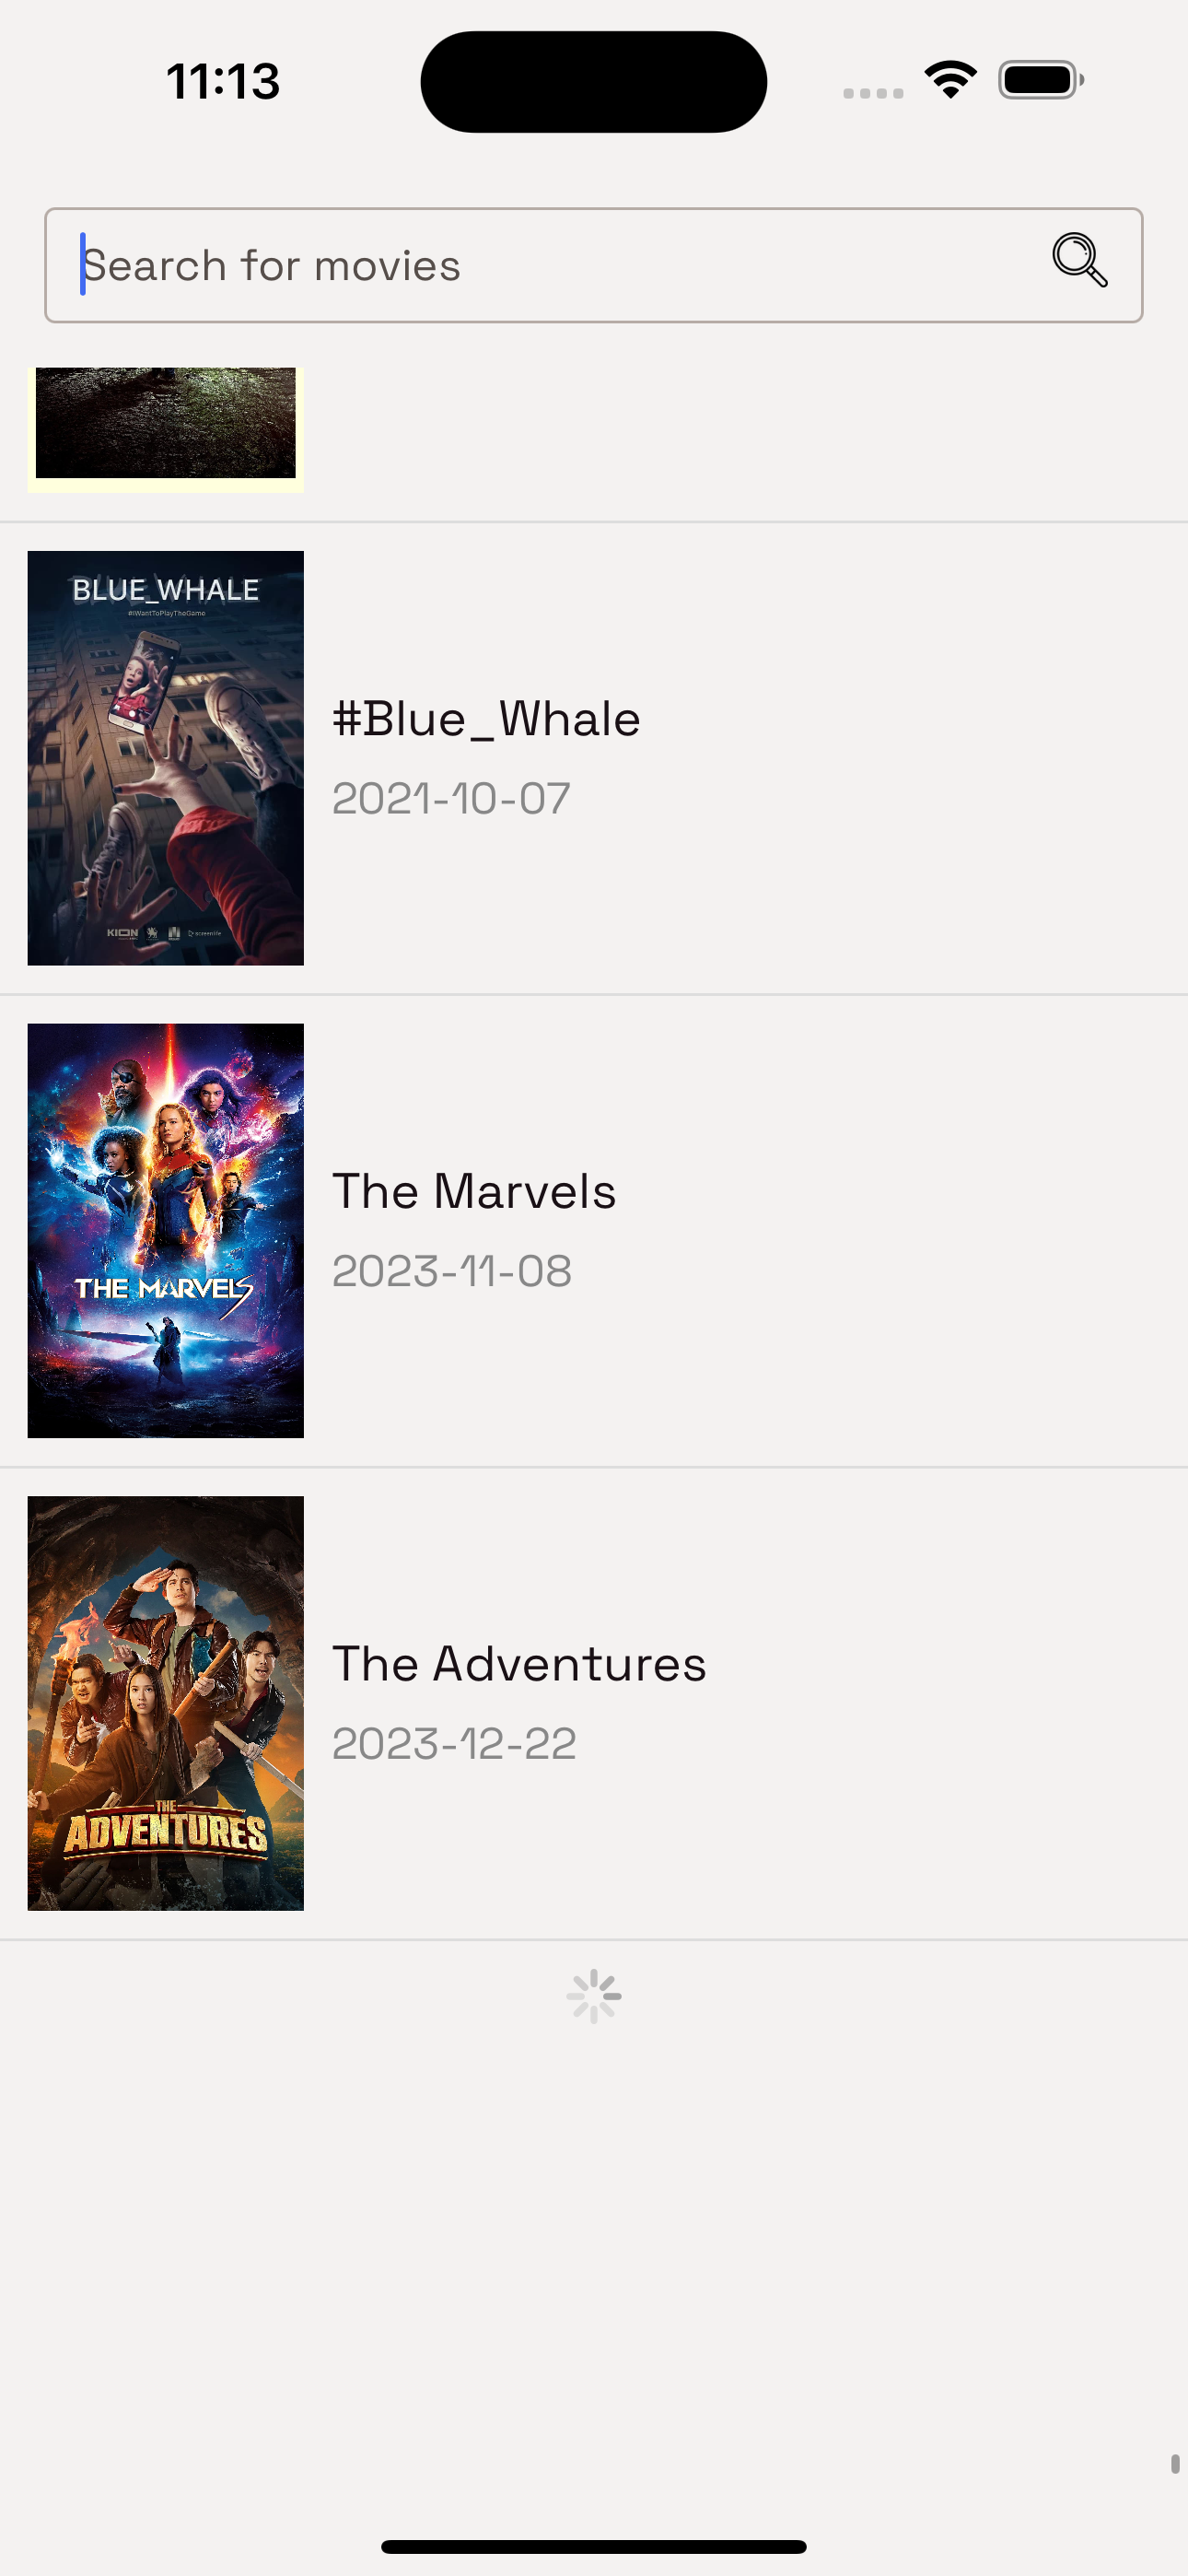 11:13
Search for movies
BLUE_WHALE
#IWantToPlayTheGame
KION
screenlife
#Blue_Whale
2021-10-07
THE MARVELS
The Marvels
2023-11-08
THE
ADVENTURES
The Adventures
2023-12-22